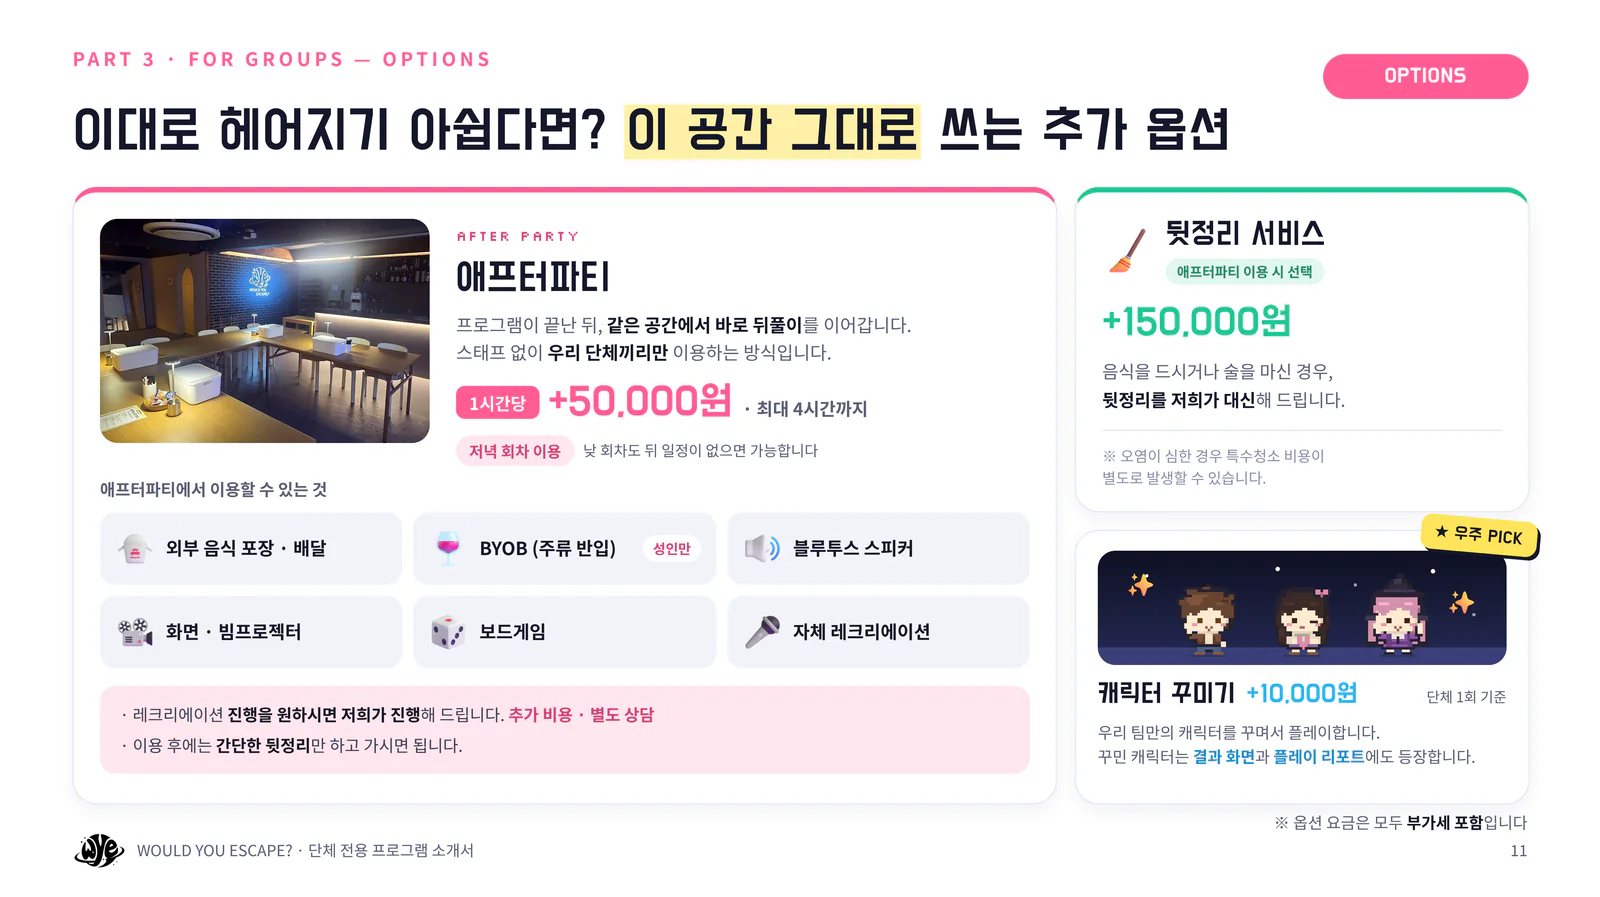 PART 3 · FOR GROUPS — OPTIONS
OPTIONS
이대로 헤어지기 아쉽다면? 이 공간 그대로 쓰는 추가 옵션
AFTER PARTY
애프터파티
프로그램이 끝난 뒤, 같은 공간에서 바로 뒤풀이를 이어갑니다.
스태프 없이 우리 단체끼리만 이용하는 방식입니다.
1시간당 +50,000원 · 최대 4시간까지
저녁 회차 이용 낮 회차도 뒤 일정이 없으면 가능합니다
애프터파티에서 이용할 수 있는 것
외부 음식 포장 · 배달
BYOB (주류 반입) 성인만
블루투스 스피커
화면 · 빔프로젝터
보드게임
자체 레크리에이션
· 레크리에이션 진행을 원하시면 저희가 진행해 드립니다. 추가 비용 · 별도 상담
· 이용 후에는 간단한 뒷정리만 하고 가시면 됩니다.
뒷정리 서비스
애프터파티 이용 시 선택
+150,000원
음식을 드시거나 술을 마신 경우,
뒷정리를 저희가 대신해 드립니다.
※ 오염이 심한 경우 특수청소 비용이
별도로 발생할 수 있습니다.
★ 우주 PICK
캐릭터 꾸미기 +10,000원 단체 1회 기준
우리 팀만의 캐릭터를 꾸며서 플레이합니다.
꾸민 캐릭터는 결과 화면과 플레이 리포트에도 등장합니다.
※ 옵션 요금은 모두 부가세 포함입니다
wye
WOULD YOU ESCAPE? · 단체 전용 프로그램 소개서
11